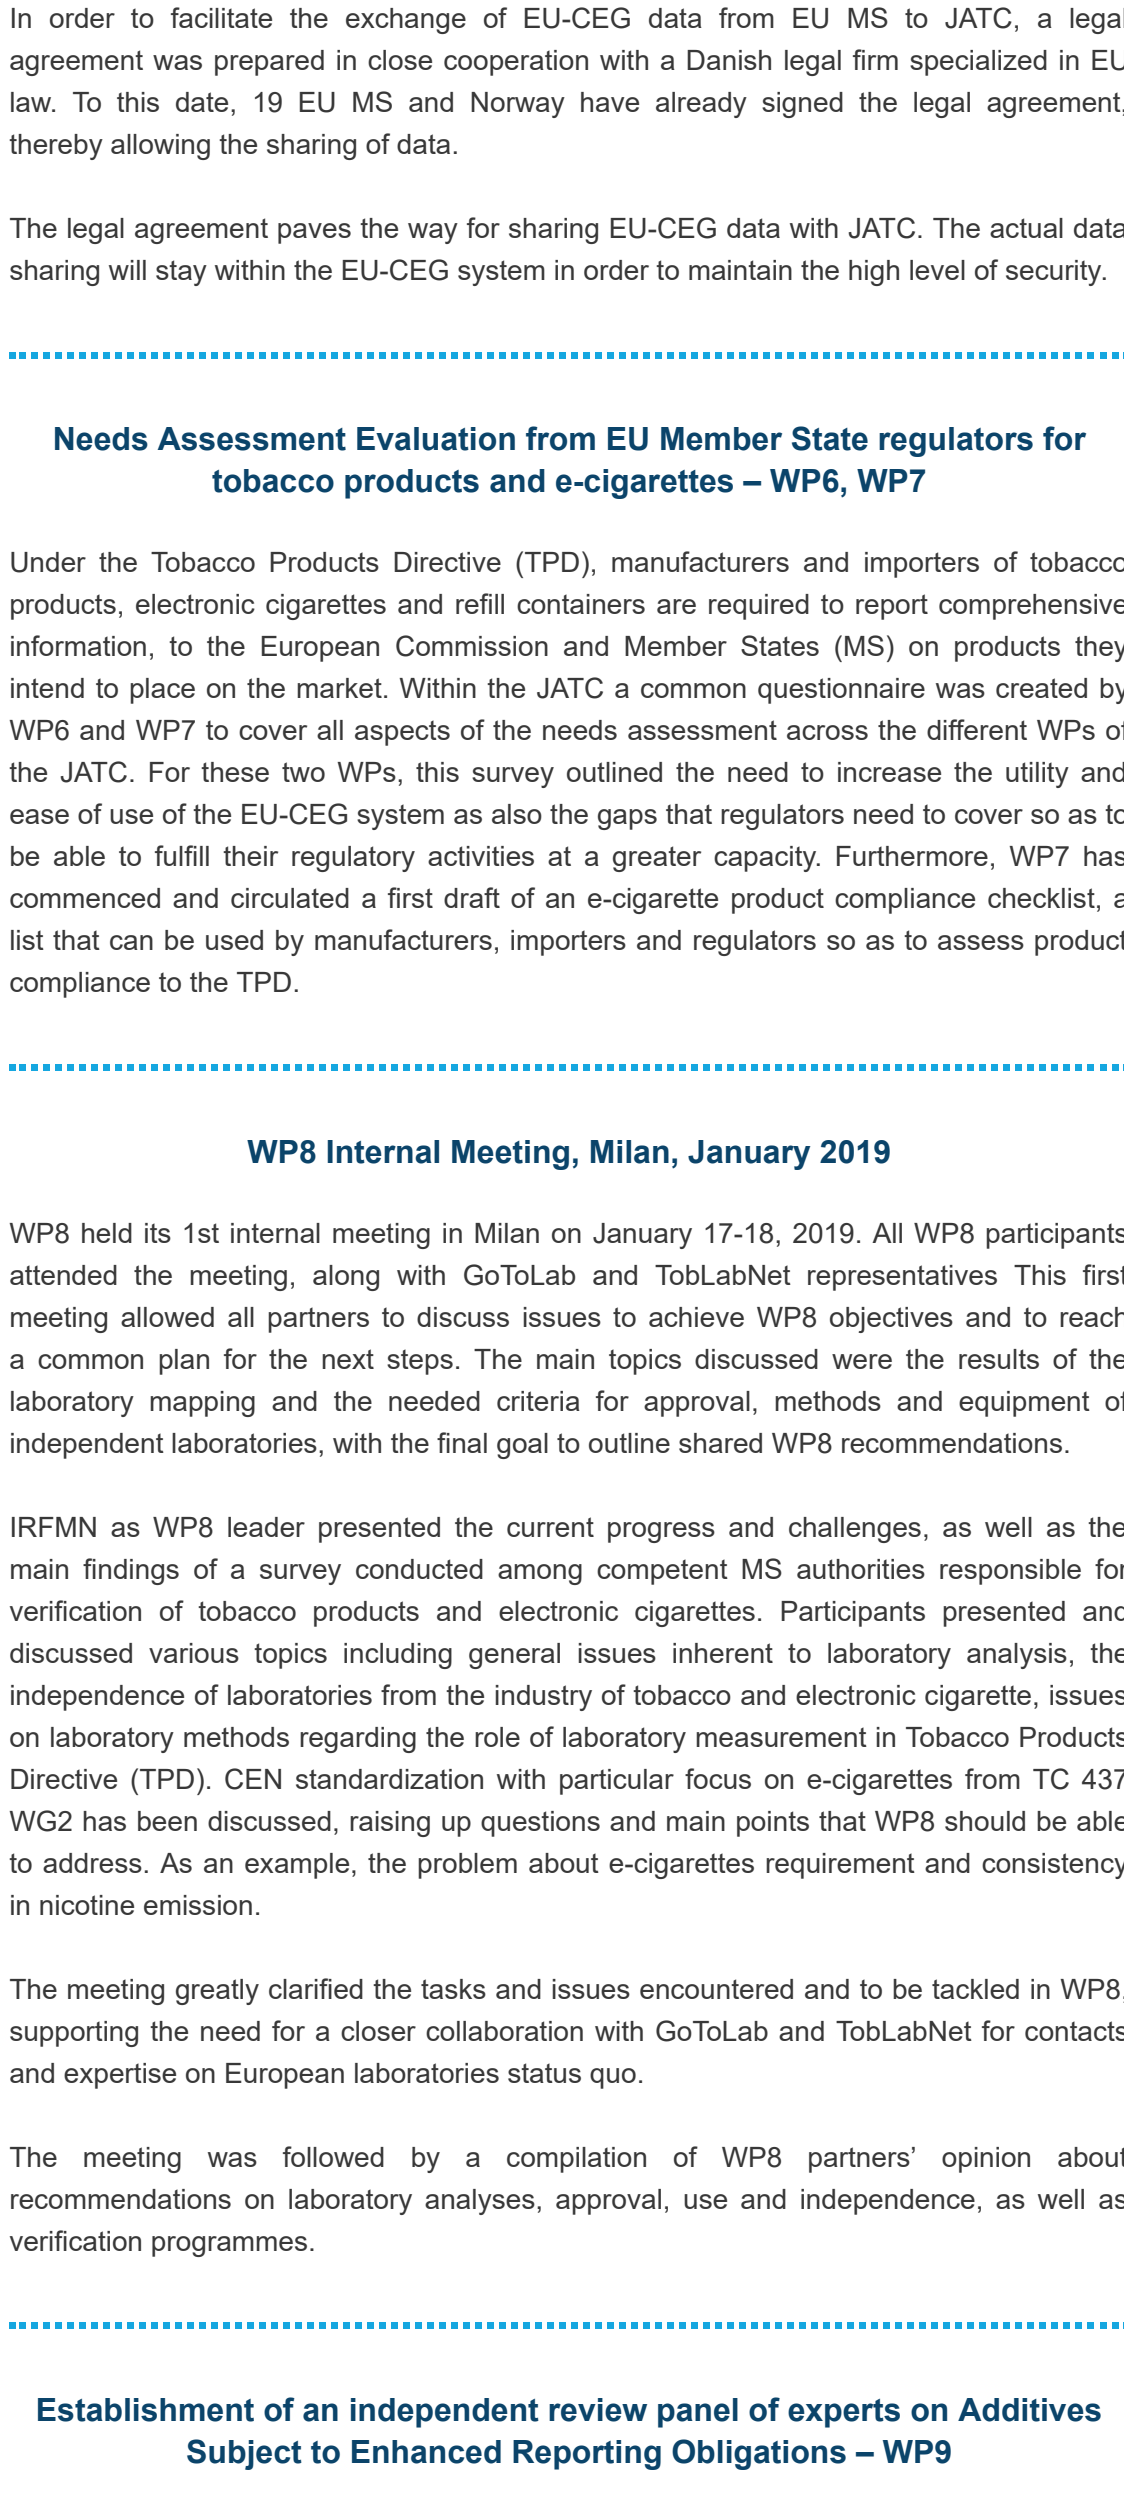 In order to facilitate the exchange of EU-CEG data from EU MS to JATC, a legal
agreement was prepared in close cooperation with a Danish legal firm specialized in EU
law. To this date, 19 EU MS and Norway have already signed the legal agreement,
thereby allowing the sharing of data.
The legal agreement paves the way for sharing EU-CEG data with JATC. The actual data
sharing will stay within the EU-CEG system in order to maintain the high level of security.
Needs Assessment Evaluation from EU Member State regulators for
tobacco products and e-cigarettes – WP6, WP7
Under the Tobacco Products Directive (TPD), manufacturers and importers of tobacco
products, electronic cigarettes and refill containers are required to report comprehensive
information, to the European Commission and Member States (MS) on products they
intend to place on the market. Within the JATC a common questionnaire was created by
WP6 and WP7 to cover all aspects of the needs assessment across the different WPs of
the JATC. For these two WPs, this survey outlined the need to increase the utility and
ease of use of the EU-CEG system as also the gaps that regulators need to cover so as to
be able to fulfill their regulatory activities at a greater capacity. Furthermore, WP7 has
commenced and circulated a first draft of an e-cigarette product compliance checklist, a
list that can be used by manufacturers, importers and regulators so as to assess product
compliance to the TPD.
WP8 Internal Meeting, Milan, January 2019
WP8 held its 1st internal meeting in Milan on January 17-18, 2019. All WP8 participants
attended the meeting, along with GoToLab and TobLabNet representatives This first
meeting allowed all partners to discuss issues to achieve WP8 objectives and to reach
a common plan for the next steps. The main topics discussed were the results of the
laboratory mapping and the needed criteria for approval, methods and equipment of
independent laboratories, with the final goal to outline shared WP8 recommendations.
IRFMN as WP8 leader presented the current progress and challenges, as well as the
main findings of a survey conducted among competent MS authorities responsible for
verification of tobacco products and electronic cigarettes. Participants presented and
discussed various topics including general issues inherent to laboratory analysis, the
independence of laboratories from the industry of tobacco and electronic cigarette, issues
on laboratory methods regarding the role of laboratory measurement in Tobacco Products
Directive (TPD). CEN standardization with particular focus on e-cigarettes from TC 437
WG2 has been discussed, raising up questions and main points that WP8 should be able
to address. As an example, the problem about e-cigarettes requirement and consistency
in nicotine emission.
The meeting greatly clarified the tasks and issues encountered and to be tackled in WP8,
supporting the need for a closer collaboration with GoToLab and TobLabNet for contacts
and expertise on European laboratories status quo.
The meeting was followed by a compilation of WP8 partners’ opinion about
recommendations on laboratory analyses, approval, use and independence, as well as
verification programmes.
Establishment of an independent review panel of experts on Additives
Subject to Enhanced Reporting Obligations – WP9